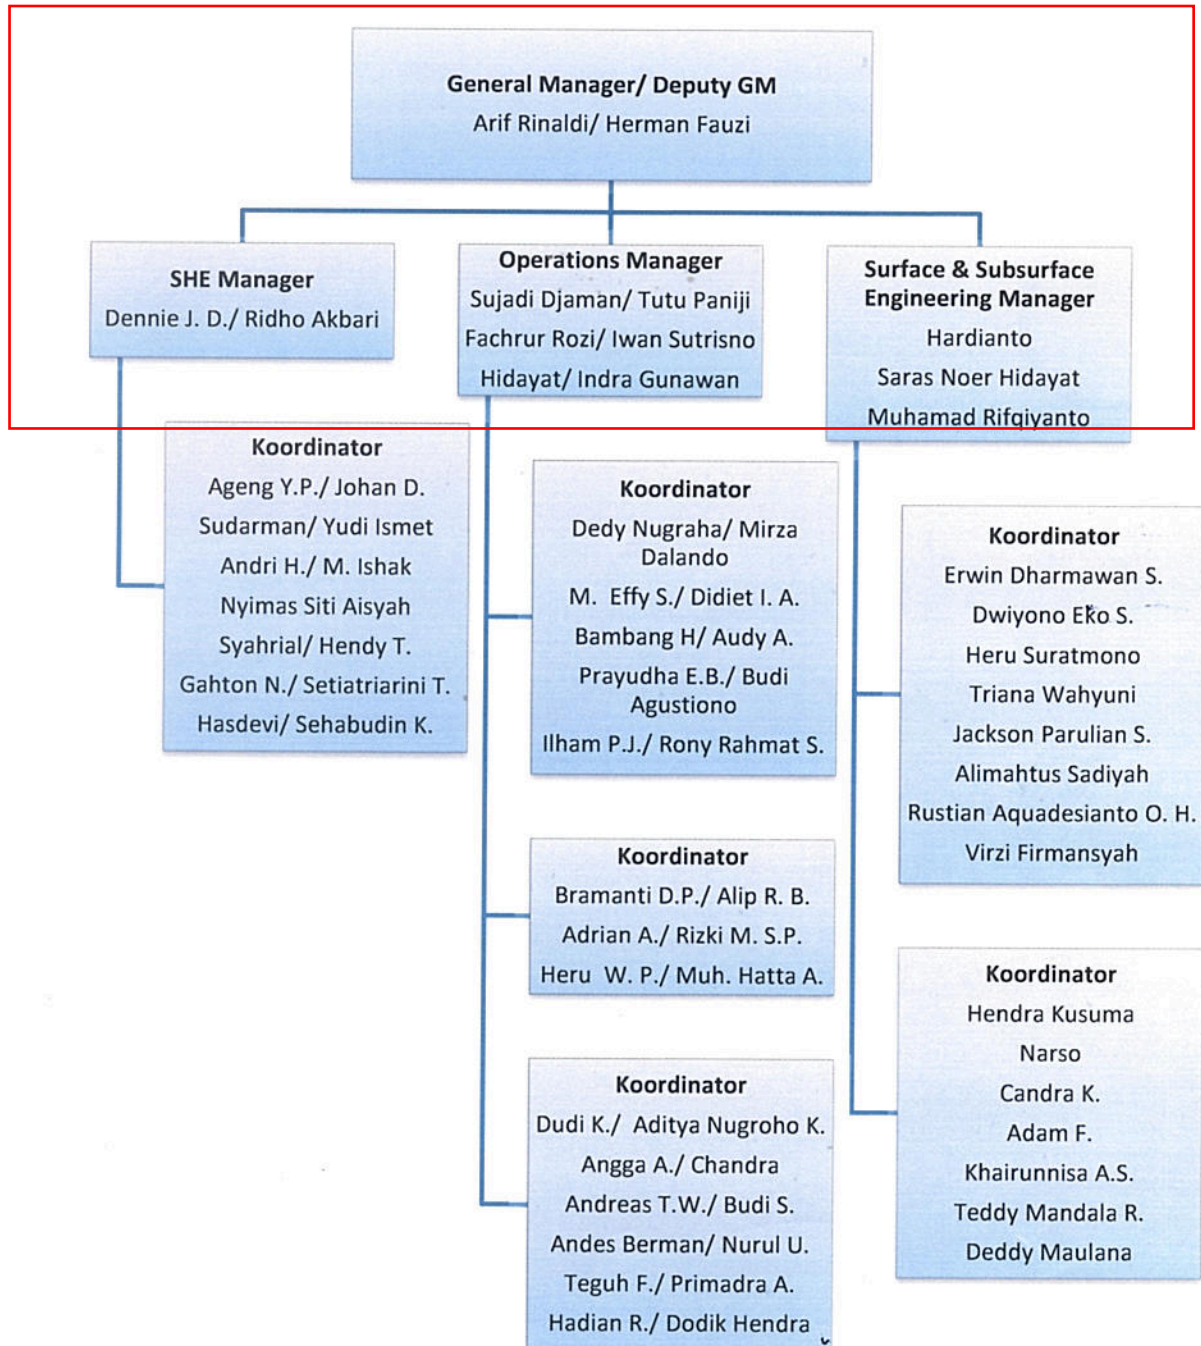 General Manager/ Deputy GM
Arif Rinaldi/ Herman Fauzi
SHE Manager
Dennie J. D./ Ridho Akbari
Operations Manager
Sujadi Djaman/ Tutu Paniji
Fachrur Rozi/ Iwan Sutrisno
Hidayat/ Indra Gunawan
Surface & Subsurface
Engineering Manager
Hardianto
Saras Noer Hidayat
Muhamad Rifqiyanto
Koordinator
Ageng Y.P./ Johan D.
Sudarman/ Yudi Ismet
Andri H./ M. Ishak
Nyimas Siti Aisyah
Syahrial/ Hendy T.
Gahton N./ Setiatriarini T.
Hasdevi/ Sehabudin K.
Koordinator
Dedy Nugraha/ Mirza
Dalando
M. Effy S./ Didiet I. A.
Bambang H/ Audy A.
Prayudha E.B./ Budi
Agustiono
Ilham P.J./ Rony Rahmat S.
Koordinator
Bramanti D.P./ Alip R. B.
Adrian A./ Rizki M. S.P.
Heru W. P./ Muh. Hatta A.
Koordinator
Dudi K./ Aditya Nugroho K.
Angga A./ Chandra
Andreas T.W./ Budi S.
Andes Berman/ Nurul U.
Teguh F./ Primadra A.
Hadian R./ Dodik Hendra
Koordinator
Erwin Dharmawan S.
Dwiyono Eko S.
Heru Suratmono
Triana Wahyuni
Jackson Parulian S.
Alimahtus Sadiyah
Rustian Aquadesianto O. H.
Virzi Firmansyah
Koordinator
Hendra Kusuma
Narso
Candra K.
Adam F.
Khairunnisa A.S.
Teddy Mandala R.
Deddy Maulana